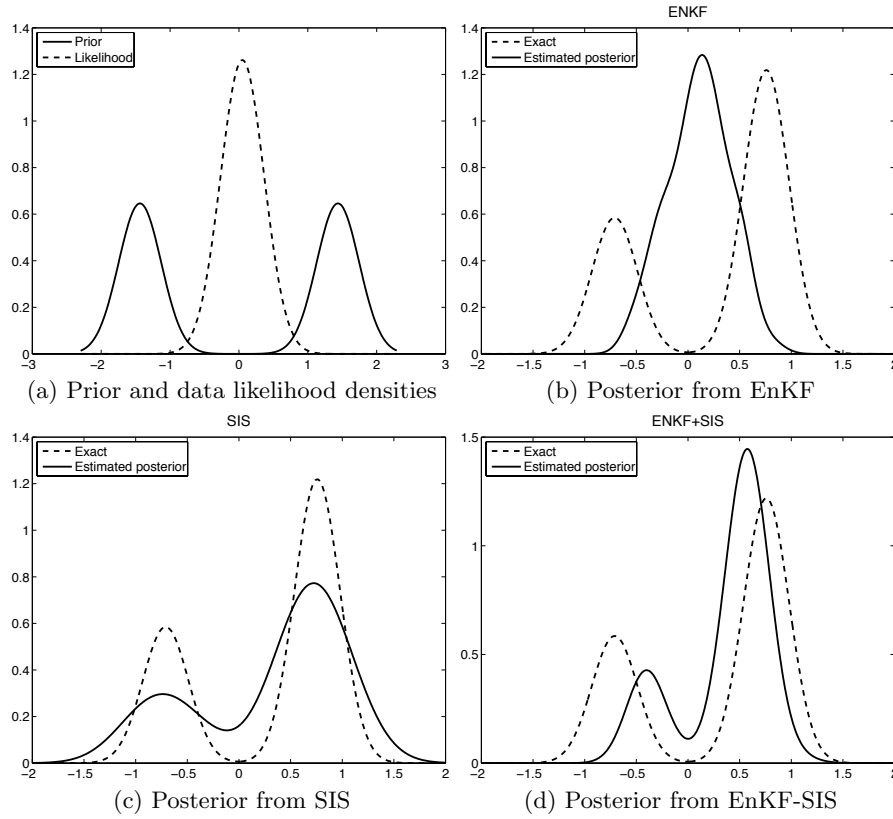 1.4
1.2
1
0.8
0.6
0.4
0.2
0
Prior
Likelihood
−3 −2 −1 0 1 2 3
(a) Prior and data likelihood densities
ENKF
1.4
1.2
1
0.8
0.6
0.4
0.2
0
Exact
Estimated posterior
−2 −1.5 −1 −0.5 0 0.5 1 1.5 2
(b) Posterior from EnKF
SIS
1.4
1.2
1
0.8
0.6
0.4
0.2
0
Exact
Estimated posterior
−2 −1.5 −1 −0.5 0 0.5 1 1.5 2
(c) Posterior from SIS
ENKF+SIS
1.5
1
0.5
0
Exact
Estimated posterior
−2 −1.5 −1 −0.5 0 0.5 1 1.5 2
(d) Posterior from EnKF-SIS